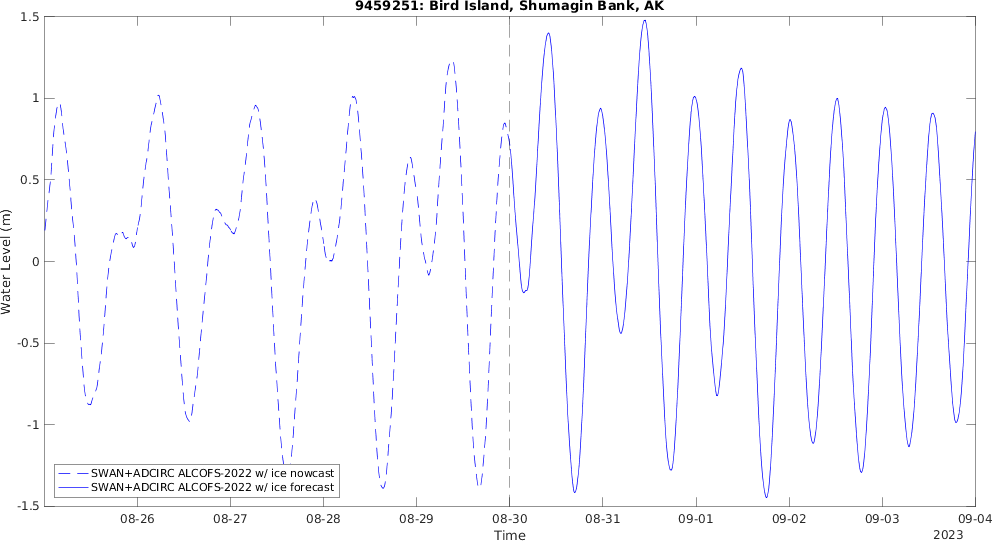 9459251: Bird Island, Shumagin Bank, AK
1.5
1
0.5
0
-0.5
-1
-1.5
Water Level (m)
SWAN+ADCIRC ALCOFS-2022 w/ ice nowcast
SWAN+ADCIRC ALCOFS-2022 w/ ice forecast
08-26 08-27 08-28 08-29 08-30 08-31 09-01 09-02 09-03 09-04
Time
2023